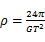 ρ = 24π / GT²